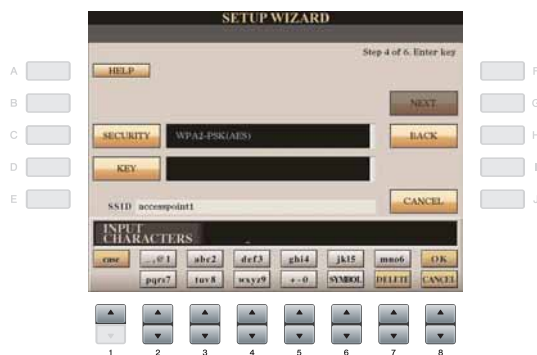 SETUP WIZARD
Step 4 of 6. Enter key
HELP
NEXT
SECURITY WPA2-PSK(AES) BACK
KEY
SSID accesspoint1 CANCEL
INPUT
CHARACTERS
case .,@1 abc2 def3 ghi4 jkl5 mno6 OK
pqrs7 tuv8 wxyz9 +-0 SYMBOL DELETE CANCEL
A
B
C
D
E
F
G
H
I
J
1 2 3 4 5 6 7 8